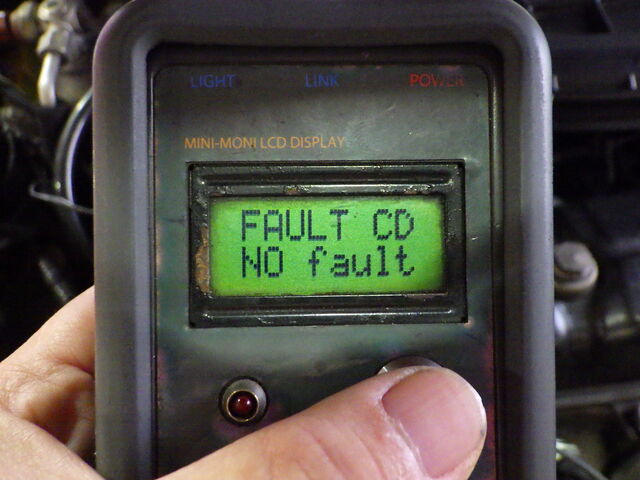 LIGHT LINK POWER
MINI-MONI LCD DISPLAY
FAULT CD
NO fault